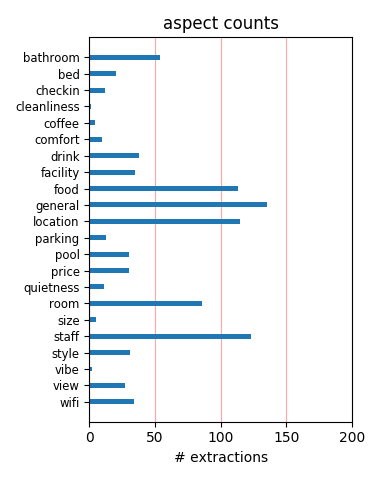 aspect counts
bathroom
bed
checkin
cleanliness
coffee
comfort
drink
facility
food
general
location
parking
pool
price
quietness
room
size
staff
style
vibe
view
wifi
0 50 100 150 200
# extractions